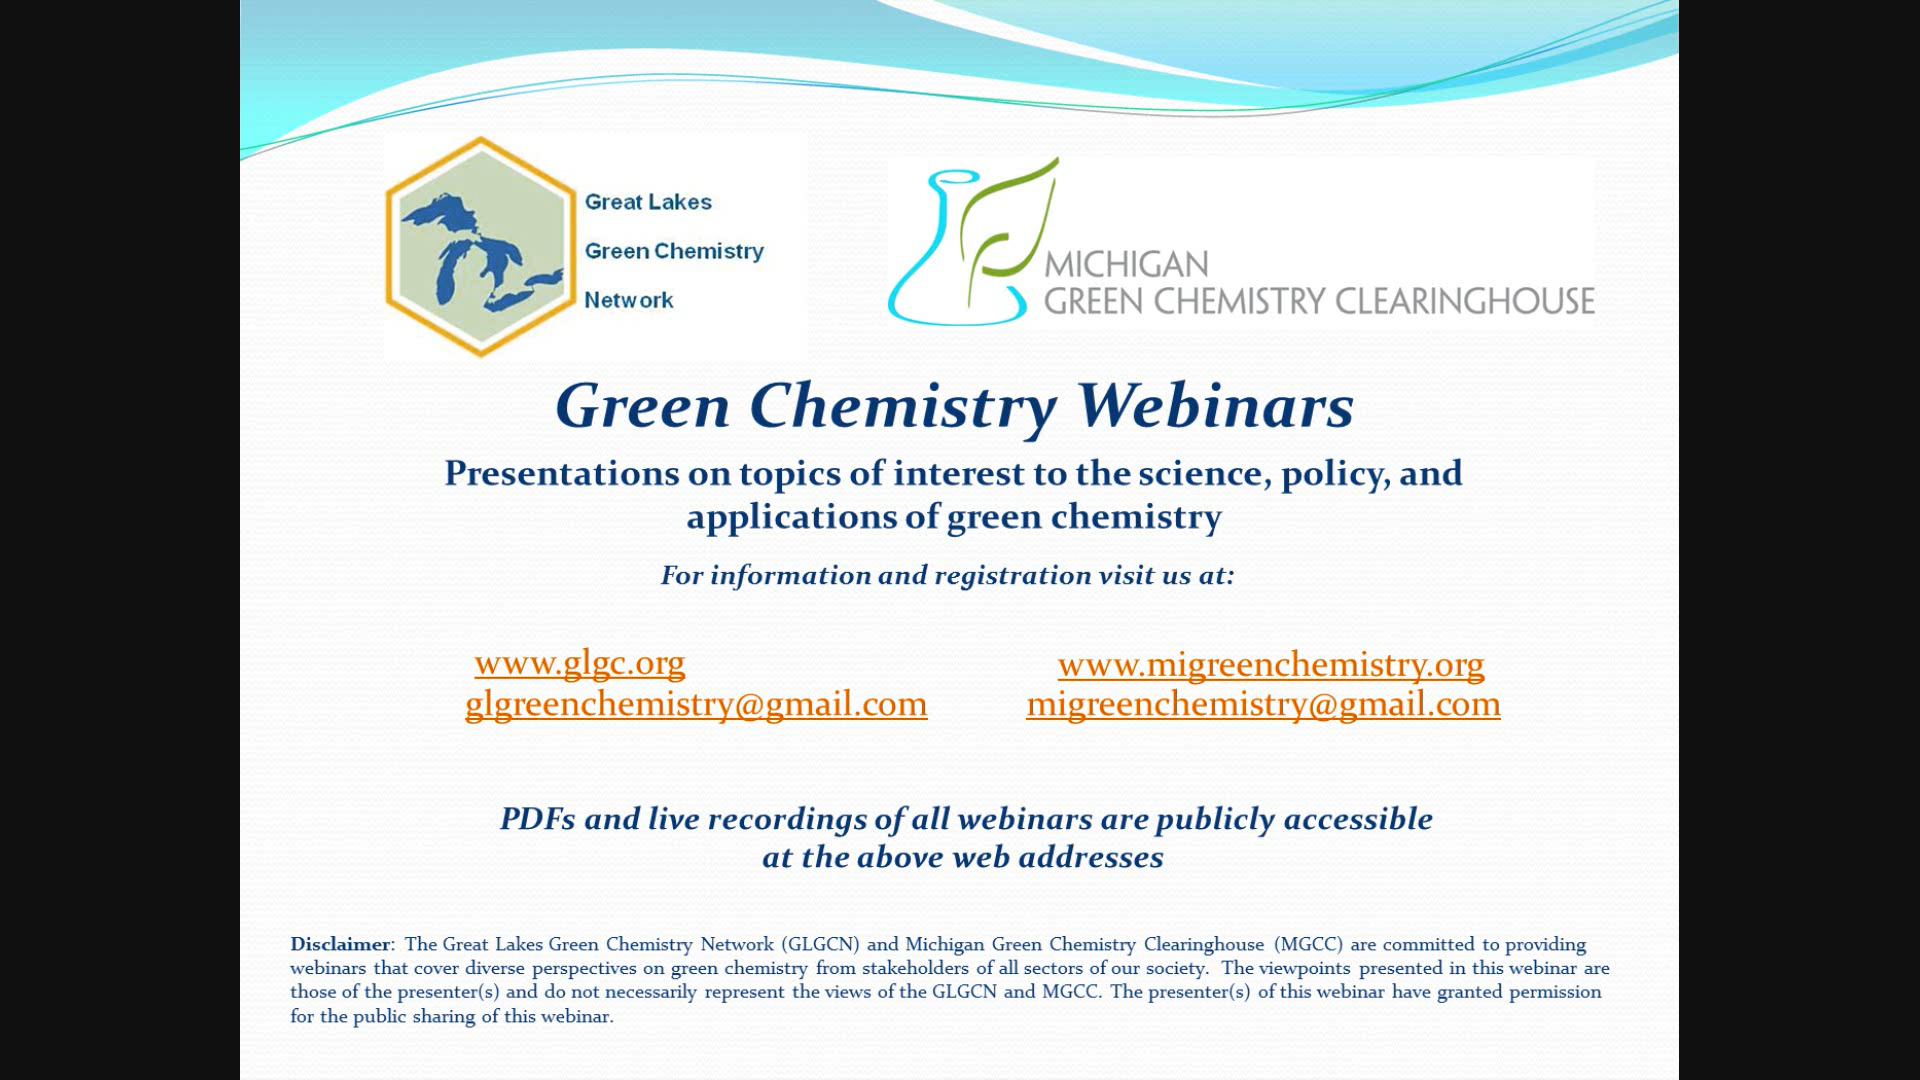 Great Lakes
Green Chemistry
Network
MICHIGAN
GREEN CHEMISTRY CLEARINGHOUSE
Green Chemistry Webinars
Presentations on topics of interest to the science, policy, and
applications of green chemistry
For information and registration visit us at:
www.glgc.org
glgreenchemistry@gmail.com
www.migreenchemistry.org
migreenchemistry@gmail.com
PDFs and live recordings of all webinars are publicly accessible
at the above web addresses
Disclaimer: The Great Lakes Green Chemistry Network (GLGCN) and Michigan Green Chemistry Clearinghouse (MGCC) are committed to providing
webinars that cover diverse perspectives on green chemistry from stakeholders of all sectors of our society. The viewpoints presented in this webinar are
those of the presenter(s) and do not necessarily represent the views of the GLGCN and MGCC. The presenter(s) of this webinar have granted permission
for the public sharing of this webinar.